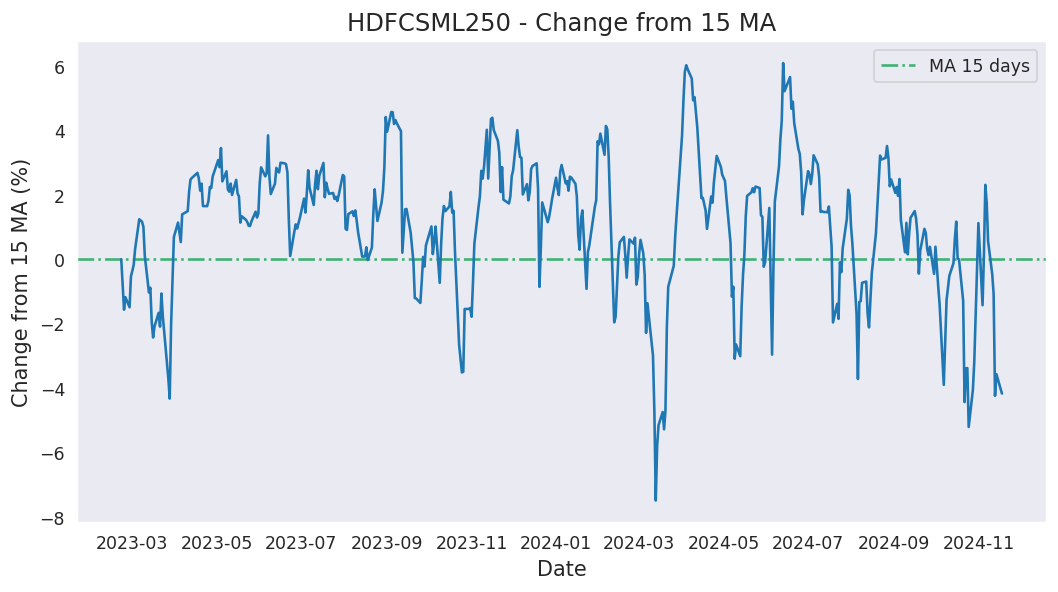 HDFCSML250 - Change from 15 MA
MA 15 days
Change from 15 MA (%)
6
4
2
0
−2
−4
−6
−8
2023-03 2023-05 2023-07 2023-09 2023-11 2024-01 2024-03 2024-05 2024-07 2024-09 2024-11
Date